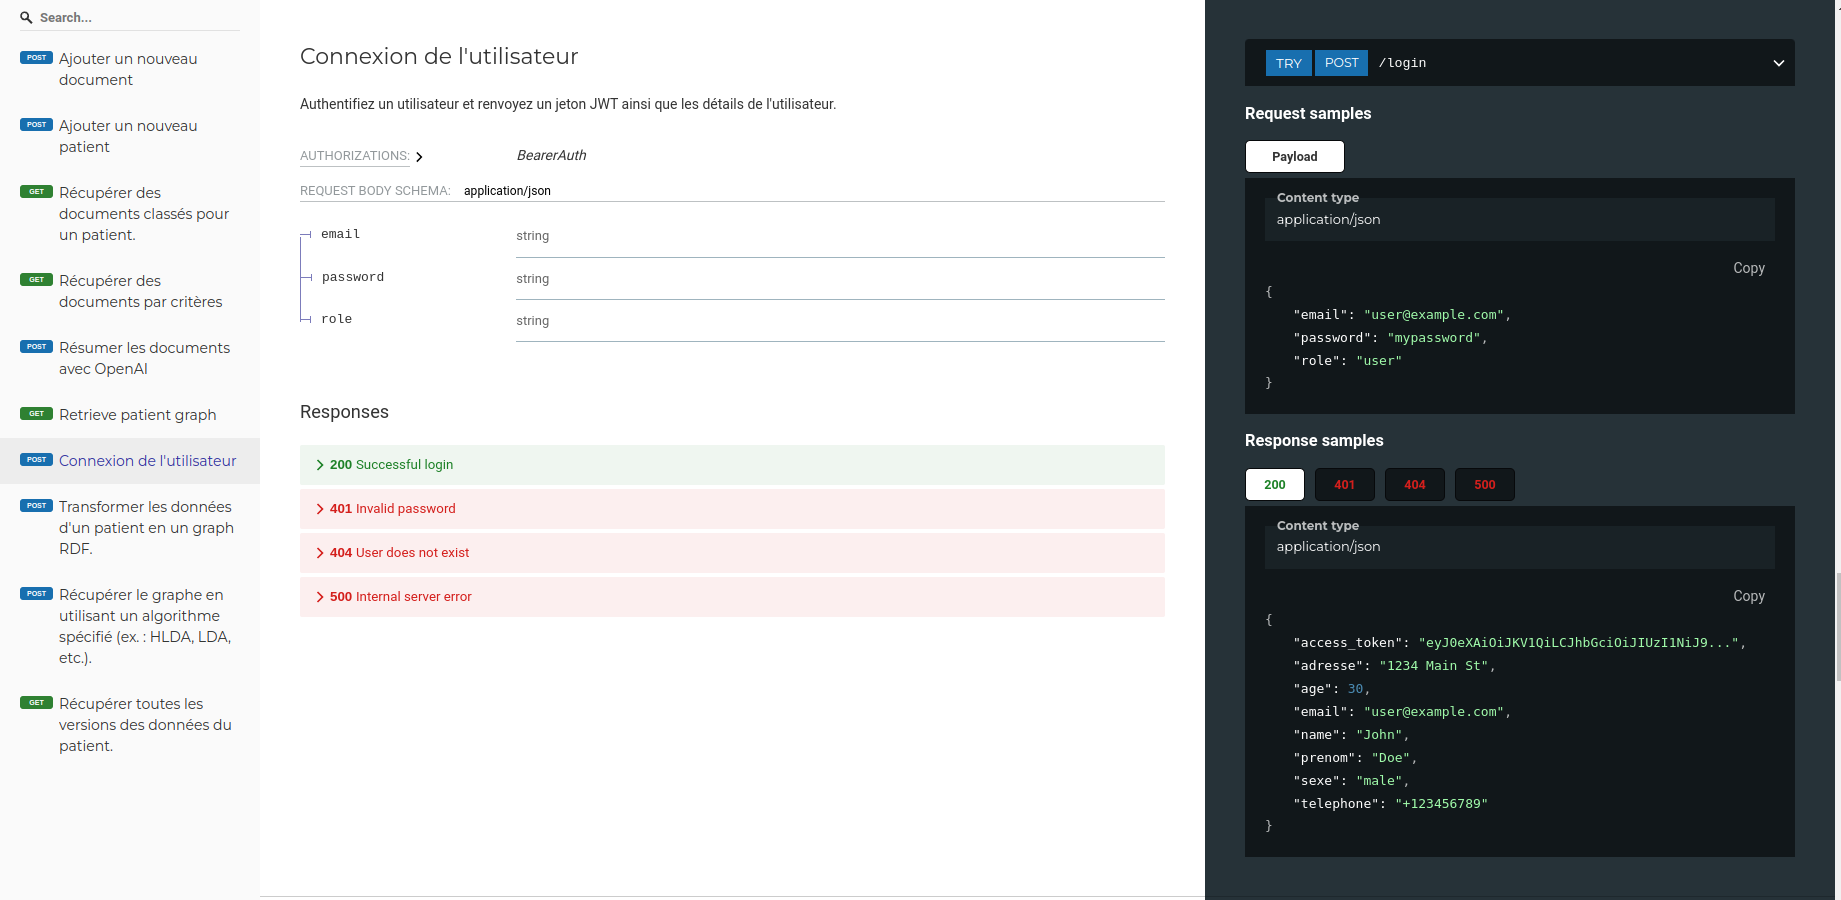 Search...
POST Ajouter un nouveau
document
POST Ajouter un nouveau
patient
GET Récupérer des
documents classés pour
un patient.
GET Récupérer des
documents par critères
POST Résumer les documents
avec OpenAI
GET Retrieve patient graph
POST Connexion de l'utilisateur
POST Transformer les données
d'un patient en un graph
RDF.
POST Récupérer le graphe en
utilisant un algorithme
spécifié (ex. : HLDA, LDA,
etc.).
GET Récupérer toutes les
versions des données du
patient.
Connexion de l'utilisateur
Authentifiez un utilisateur et renvoyez un jeton JWT ainsi que les détails de l'utilisateur.
AUTHORIZATIONS: BearerAuth
REQUEST BODY SCHEMA: application/json
email string
password string
role string
Responses
200 Successful login
401 Invalid password
404 User does not exist
500 Internal server error
TRY POST /login
Request samples
Payload
Content type
application/json
Copy
{
"email": "user@example.com",
"password": "mypassword",
"role": "user"
}
Response samples
200 401 404 500
Content type
application/json
Copy
{
"access_token": "eyJ0eXAiOiJKV1QiLCJhbGciOiJIUzI1NiJ9...",
"adresse": "1234 Main St",
"age": 30,
"email": "user@example.com",
"name": "John",
"prenom": "Doe",
"sexe": "male",
"telephone": "+123456789"
}